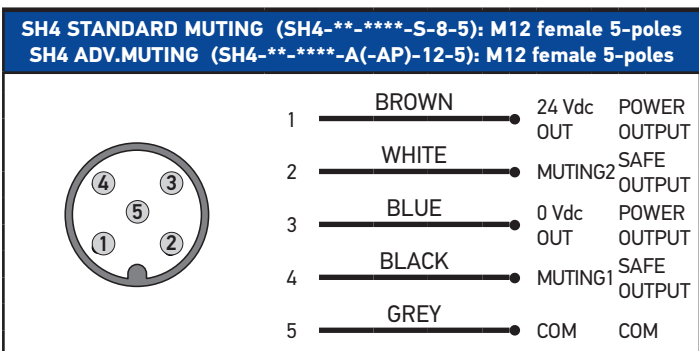 SH4 STANDARD MUTING (SH4-**-****-S-8-5): M12 female 5-poles
SH4 ADV.MUTING (SH4-**-****-A(-AP)-12-5): M12 female 5-poles
4 3
5
1 2
1 BROWN 24 Vdc OUT POWER OUTPUT
2 WHITE MUTING2 SAFE OUTPUT
3 BLUE 0 Vdc OUT POWER OUTPUT
4 BLACK MUTING1 SAFE OUTPUT
5 GREY COM COM